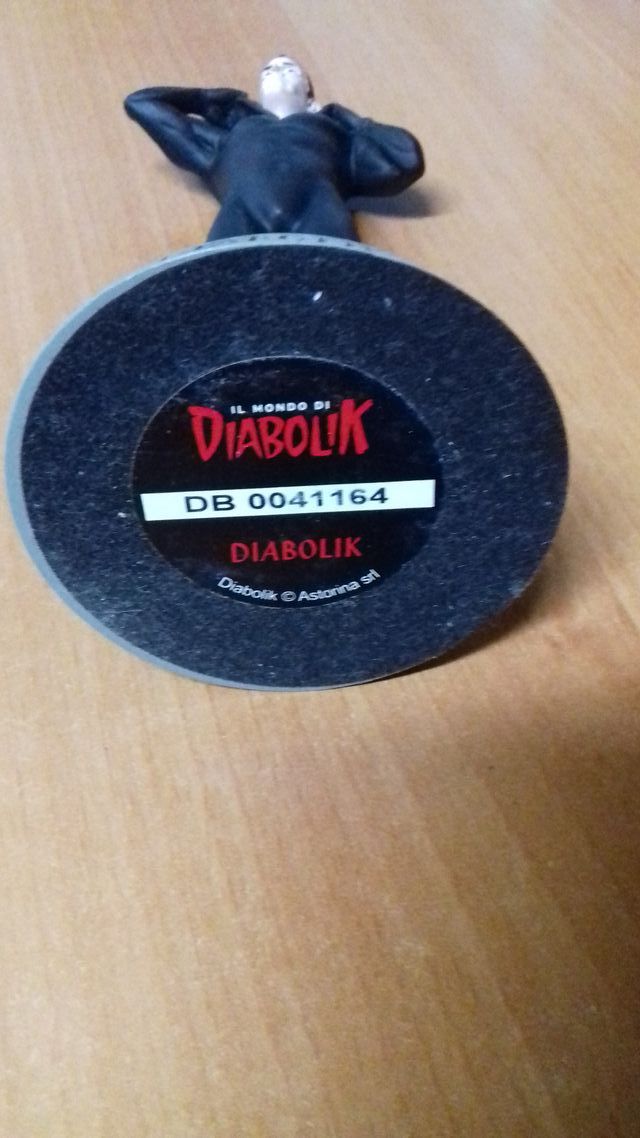 IL MONDO DI
DIABOLIK
DB 0041164
DIABOLIK
Diabolik © Astorina srl